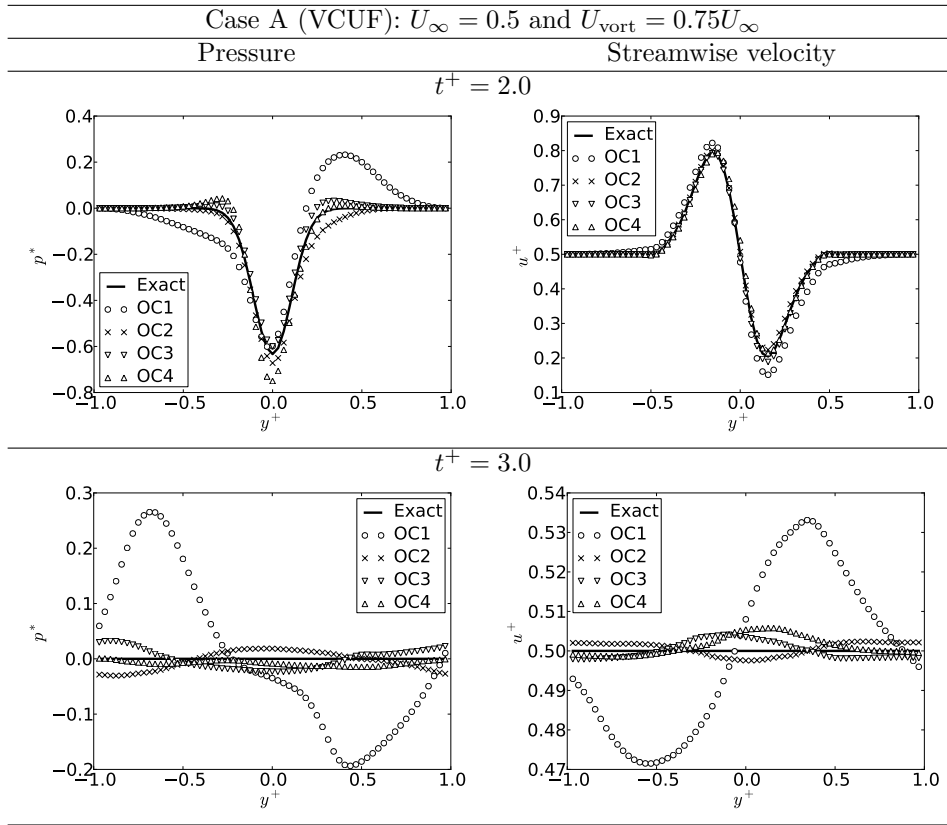 Case A (VCUF): U∞ = 0.5 and Uvort = 0.75U∞
Pressure Streamwise velocity
t+ = 2.0
0.4
0.2
0.0
−0.2
−0.4
−0.6
−0.8
−1.0 −0.5 0.0 0.5 1.0
p*
y+
Exact
OC1
OC2
OC3
OC4
0.9
0.8
0.7
0.6
0.5
0.4
0.3
0.2
0.1
−1.0 −0.5 0.0 0.5 1.0
u+
y+
Exact
OC1
OC2
OC3
OC4
t+ = 3.0
0.3
0.2
0.1
0.0
−0.1
−0.2
−1.0 −0.5 0.0 0.5 1.0
p*
y+
Exact
OC1
OC2
OC3
OC4
0.54
0.53
0.52
0.51
0.50
0.49
0.48
0.47
−1.0 −0.5 0.0 0.5 1.0
u+
y+
Exact
OC1
OC2
OC3
OC4